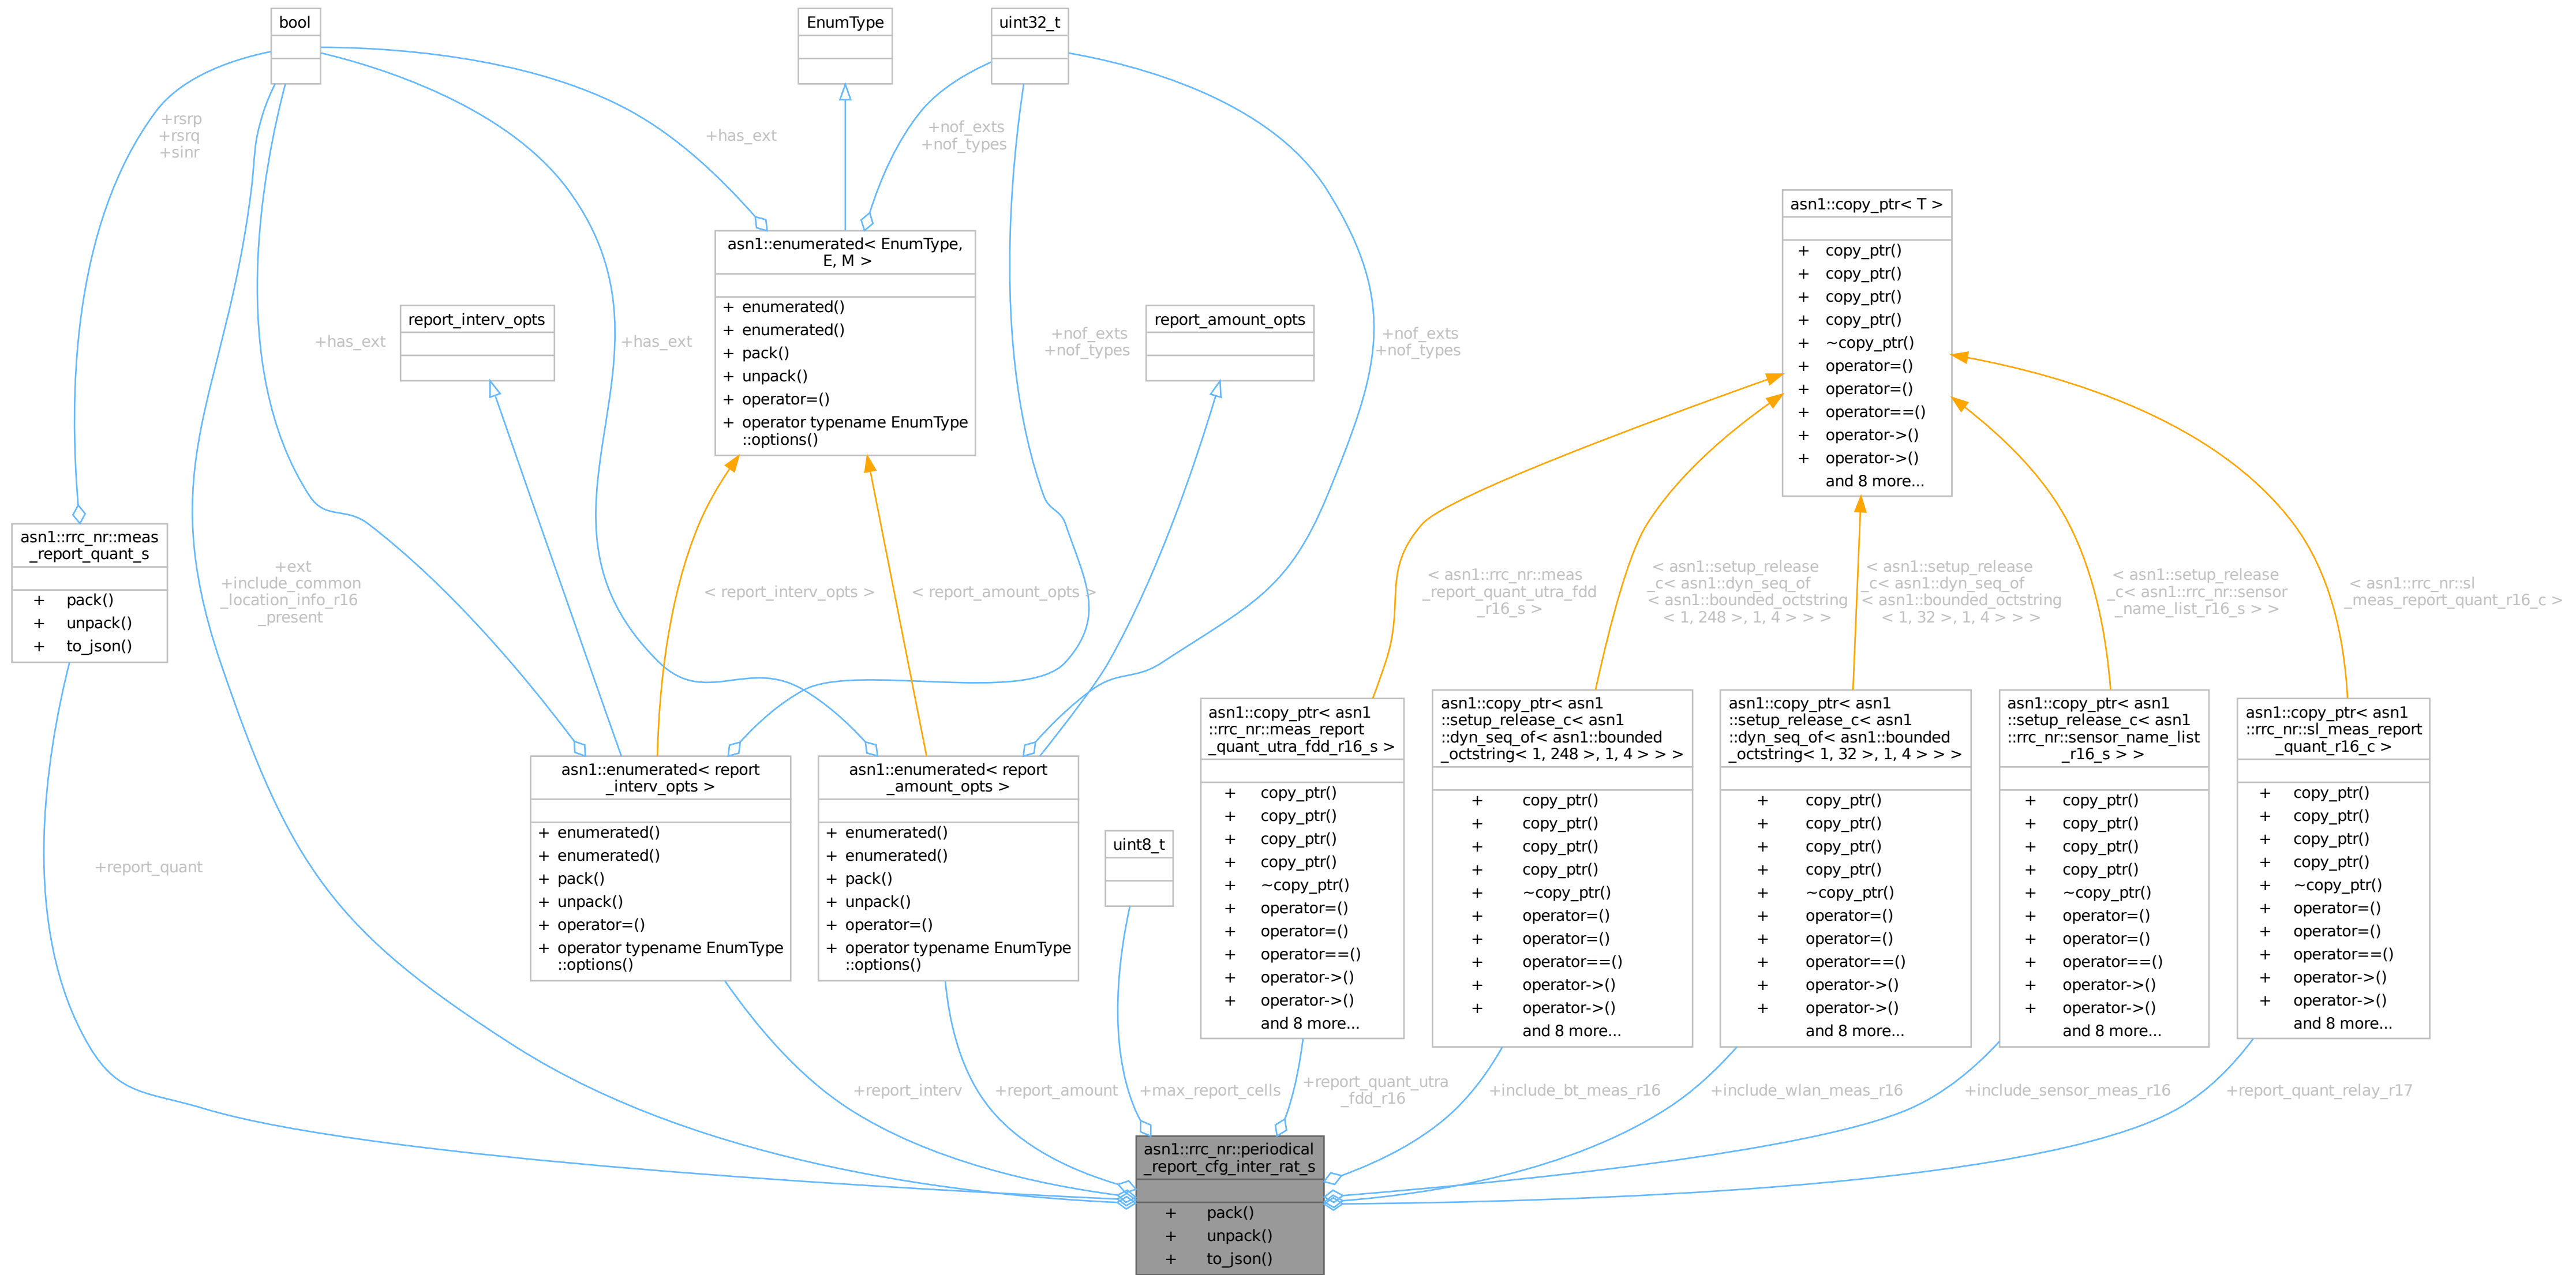 bool
EnumType
uint32_t
+rsrp
+rsrq
+sinr
+has_ext
+nof_exts
+nof_types
asn1::copy_ptr< T >
+ copy_ptr()
+ copy_ptr()
+ copy_ptr()
+ copy_ptr()
+ ~copy_ptr()
+ operator=()
+ operator=()
+ operator==()
+ operator->()
+ operator->()
and 8 more...
asn1::enumerated< EnumType,
E, M >
+ enumerated()
+ enumerated()
+ pack()
+ unpack()
+ operator=()
+ operator typename EnumType
::options()
+has_ext
report_interv_opts
+has_ext
+nof_exts
+nof_types
report_amount_opts
+nof_exts
+nof_types
asn1::rrc_nr::meas
_report_quant_s
+ pack()
+ unpack()
+ to_json()
+ext
+include_common
_location_info_r16
_present
< report_interv_opts >
< report_amount_opts >
< asn1::rrc_nr::meas
_report_quant_utra_fdd
_r16_s >
< asn1::setup_release
_c< asn1::dyn_seq_of
< asn1::bounded_octstring
< 1, 248 >, 1, 4 > > >
< asn1::setup_release
_c< asn1::dyn_seq_of
< asn1::bounded_octstring
< 1, 32 >, 1, 4 > > >
< asn1::setup_release
_c< asn1::rrc_nr::sensor
_name_list_r16_s > >
< asn1::rrc_nr::sl
_meas_report_quant_r16_c >
+report_quant
asn1::enumerated< report
_interv_opts >
+ enumerated()
+ enumerated()
+ pack()
+ unpack()
+ operator=()
+ operator typename EnumType
::options()
asn1::enumerated< report
_amount_opts >
+ enumerated()
+ enumerated()
+ pack()
+ unpack()
+ operator=()
+ operator typename EnumType
::options()
uint8_t
asn1::copy_ptr< asn1
::rrc_nr::meas_report
_quant_utra_fdd_r16_s >
+ copy_ptr()
+ copy_ptr()
+ copy_ptr()
+ copy_ptr()
+ ~copy_ptr()
+ operator=()
+ operator=()
+ operator==()
+ operator->()
+ operator->()
and 8 more...
asn1::copy_ptr< asn1
::setup_release_c< asn1
::dyn_seq_of< asn1::bounded
_octstring< 1, 248 >, 1, 4 > > >
+ copy_ptr()
+ copy_ptr()
+ copy_ptr()
+ copy_ptr()
+ ~copy_ptr()
+ operator=()
+ operator=()
+ operator==()
+ operator->()
+ operator->()
and 8 more...
asn1::copy_ptr< asn1
::setup_release_c< asn1
::dyn_seq_of< asn1::bounded
_octstring< 1, 32 >, 1, 4 > > >
+ copy_ptr()
+ copy_ptr()
+ copy_ptr()
+ copy_ptr()
+ ~copy_ptr()
+ operator=()
+ operator=()
+ operator==()
+ operator->()
+ operator->()
and 8 more...
asn1::copy_ptr< asn1
::setup_release_c< asn1
::rrc_nr::sensor_name_list
_r16_s > >
+ copy_ptr()
+ copy_ptr()
+ copy_ptr()
+ copy_ptr()
+ ~copy_ptr()
+ operator=()
+ operator=()
+ operator==()
+ operator->()
+ operator->()
and 8 more...
asn1::copy_ptr< asn1
::rrc_nr::sl_meas_report
_quant_r16_c >
+ copy_ptr()
+ copy_ptr()
+ copy_ptr()
+ copy_ptr()
+ ~copy_ptr()
+ operator=()
+ operator=()
+ operator==()
+ operator->()
+ operator->()
and 8 more...
+report_interv
+report_amount
+max_report_cells
+report_quant_utra
_fdd_r16
+include_bt_meas_r16
+include_wlan_meas_r16
+include_sensor_meas_r16
+report_quant_relay_r17
asn1::rrc_nr::periodical
_report_cfg_inter_rat_s
+ pack()
+ unpack()
+ to_json()